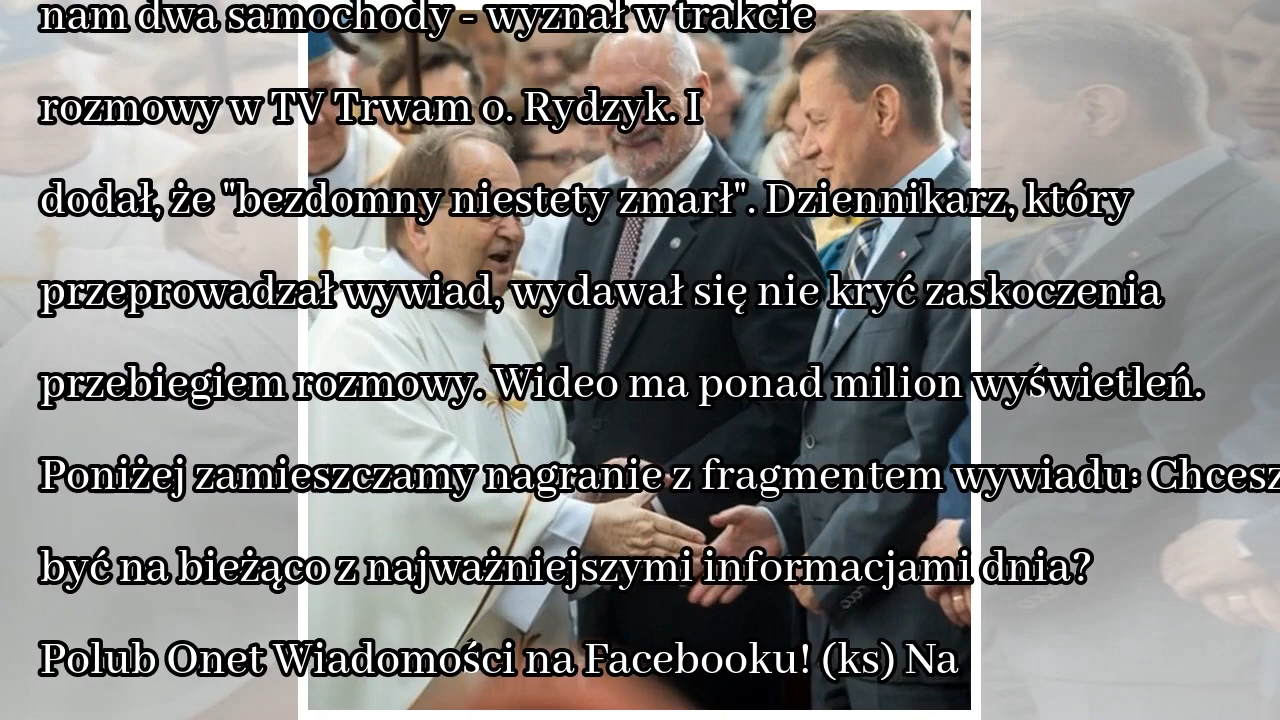 nam dwa samochody - wyznał w trakcie
rozmowy w TV Trwam o. Rydzyk. I
dodał, że "bezdomny niestety zmarł". Dziennikarz, który
przeprowadzał wywiad, wydawał się nie kryć zaskoczenia
przebiegiem rozmowy. Wideo ma ponad milion wyświetleń.
Poniżej zamieszczamy nagranie z fragmentem wywiadu: Chcesz
być na bieżąco z najważniejszymi informacjami dnia?
Polub Onet Wiadomości na Facebooku! (ks) Na